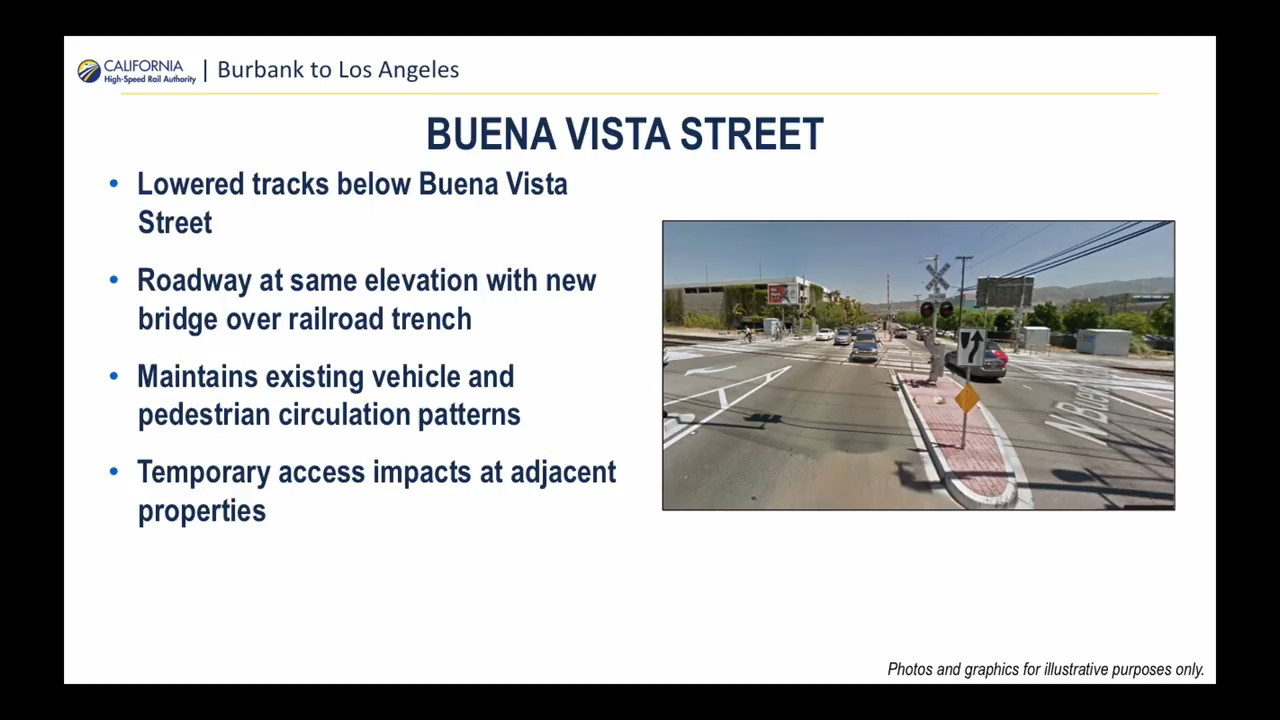 CALIFORNIA
High-Speed Rail Authority
Burbank to Los Angeles
BUENA VISTA STREET
• Lowered tracks below Buena Vista
Street
• Roadway at same elevation with new
bridge over railroad trench
• Maintains existing vehicle and
pedestrian circulation patterns
• Temporary access impacts at adjacent
properties
N Buena
Photos and graphics for illustrative purposes only.